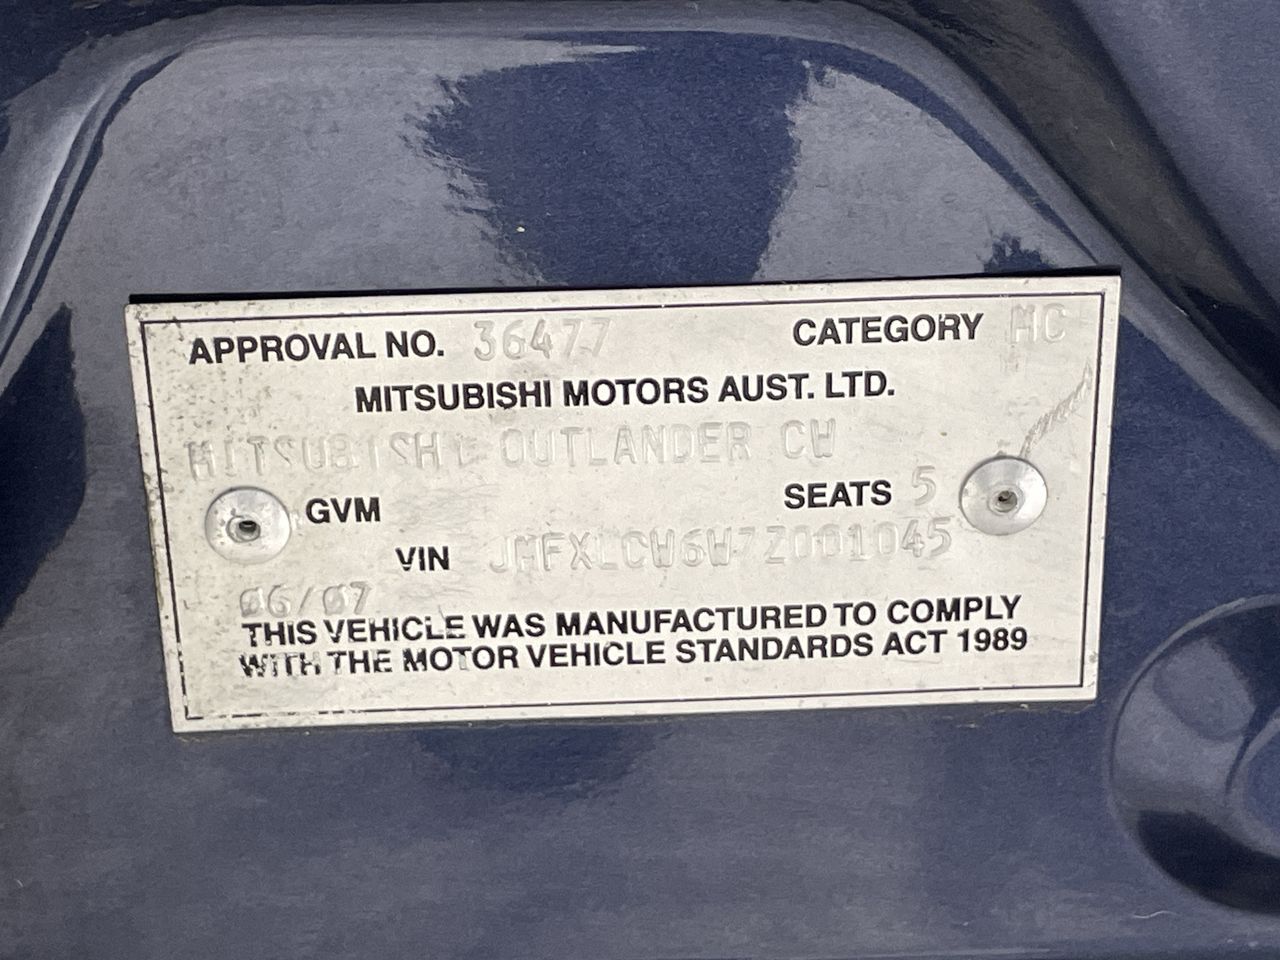 APPROVAL NO. 36477 CATEGORY MC
MITSUBISHI MOTORS AUST. LTD.
MITSUBISHI OUTLANDER CW
GVM SEATS 5
VIN JMFXLCW6W7Z001045
06/07
THIS VEHICLE WAS MANUFACTURED TO COMPLY
WITH THE MOTOR VEHICLE STANDARDS ACT 1989